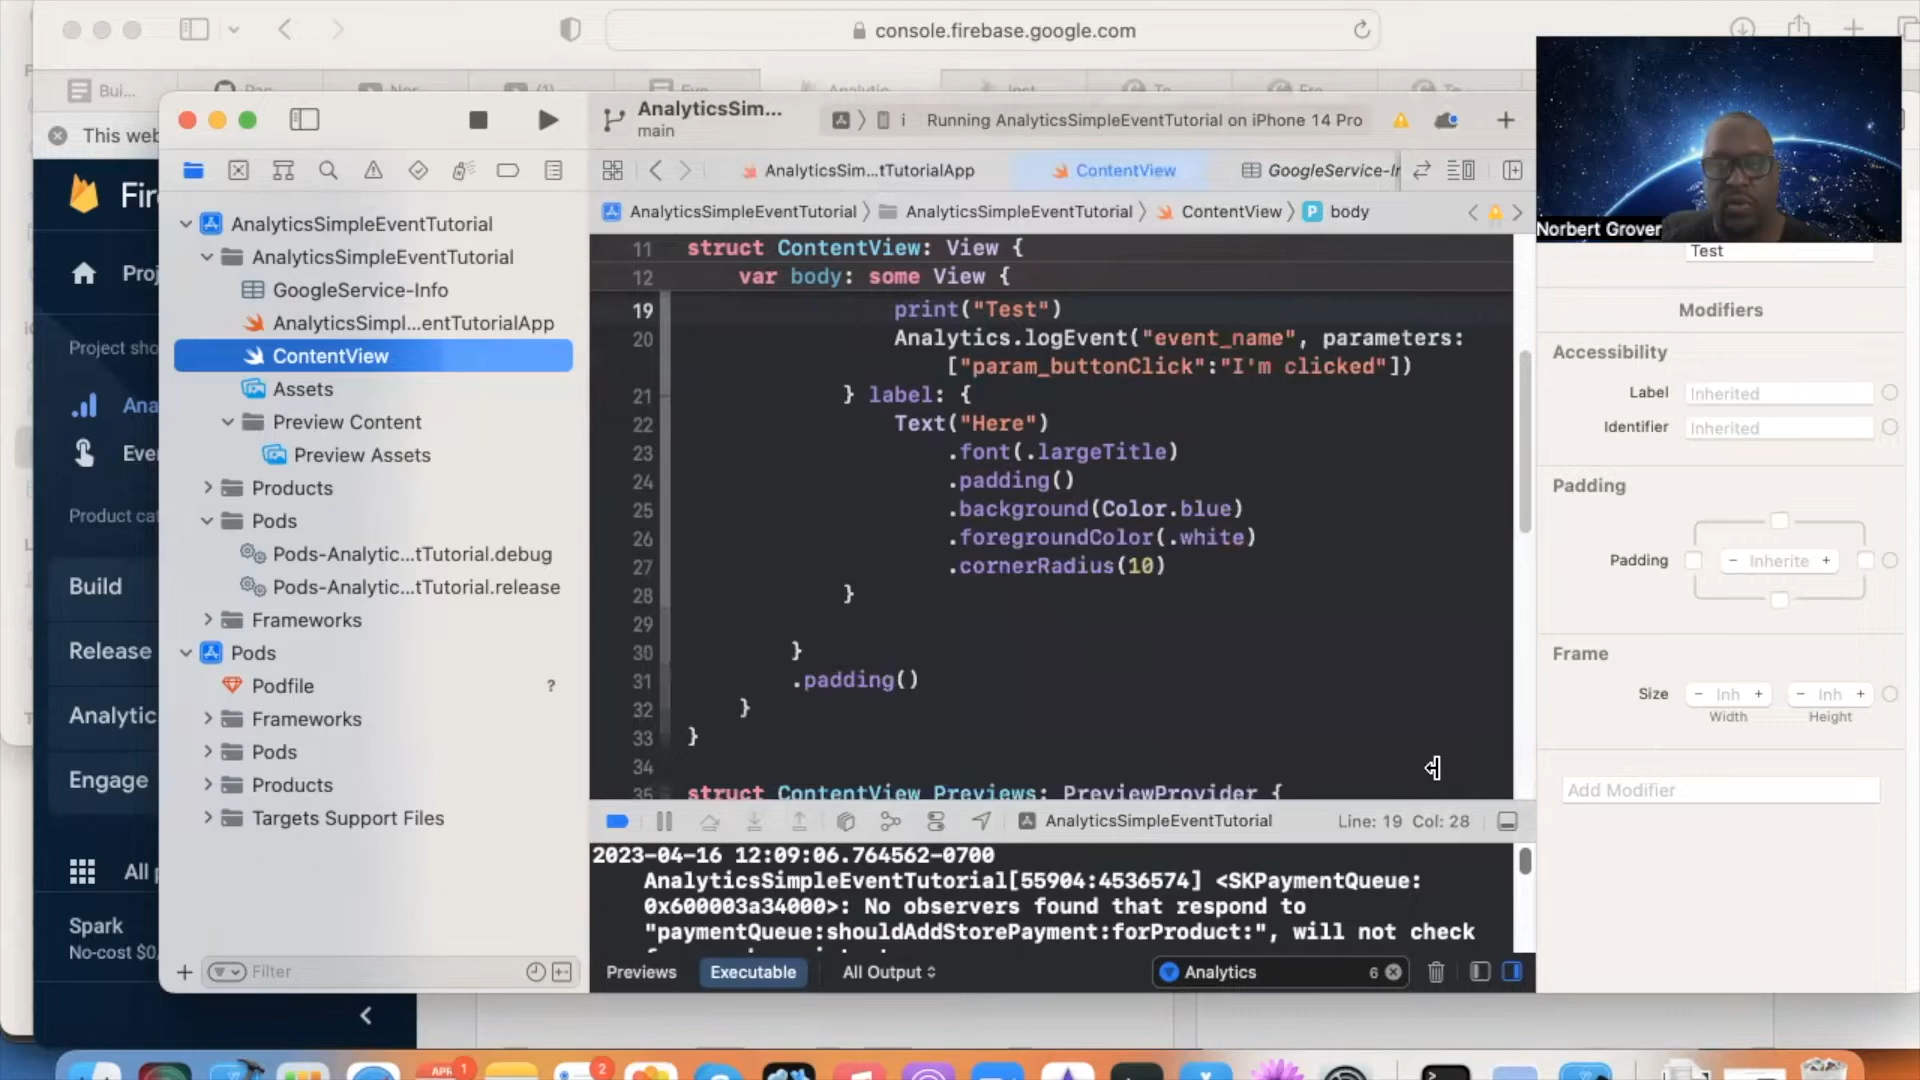 console.firebase.google.com
Bui...
This web
AnalyticsSim...
main
i Running AnalyticsSimpleEventTutorial on iPhone 14 Pro
AnalyticsSim...tTutorialApp
ContentView
GoogleService-Ir
AnalyticsSimpleEventTutorial
AnalyticsSimpleEventTutorial
ContentView
P body
Fir
Proj
Project sho
Ana
Eve
Product cat
Build
Release
Analytic
Engage
All p
Spark
No-cost $0
AnalyticsSimpleEventTutorial
AnalyticsSimpleEventTutorial
GoogleService-Info
AnalyticsSimpl...entTutorialApp
ContentView
Assets
Preview Content
Preview Assets
Products
Pods
Pods-Analytic...tTutorial.debug
Pods-Analytic...tTutorial.release
Frameworks
Pods
Podfile ?
Frameworks
Pods
Products
Targets Support Files
Filter
11 struct ContentView: View {
12 var body: some View {
19 print("Test")
20 Analytics.logEvent("event_name", parameters:
["param_buttonClick":"I'm clicked"])
21 } label: {
22 Text("Here")
23 .font(.largeTitle)
24 .padding()
25 .background(Color.blue)
26 .foregroundColor(.white)
27 .cornerRadius(10)
28 }
29
30 }
31 .padding()
32 }
33 }
34
35 struct ContentView_Previews: PreviewProvider {
AnalyticsSimpleEventTutorial
Line: 19 Col: 28
2023-04-16 12:09:06.764562-0700
AnalyticsSimpleEventTutorial[55904:4536574] <SKPaymentQueue:
0x600003a34000>: No observers found that respond to
"paymentQueue:shouldAddStorePayment:forProduct:", will not check
Previews
Executable
All Output
Analytics 6
Norbert Grover
Test
Modifiers
Accessibility
Label Inherited
Identifier Inherited
Padding
Padding − Inherite +
Frame
Size − Inh + − Inh +
Width Height
Add Modifier
APR 1
2